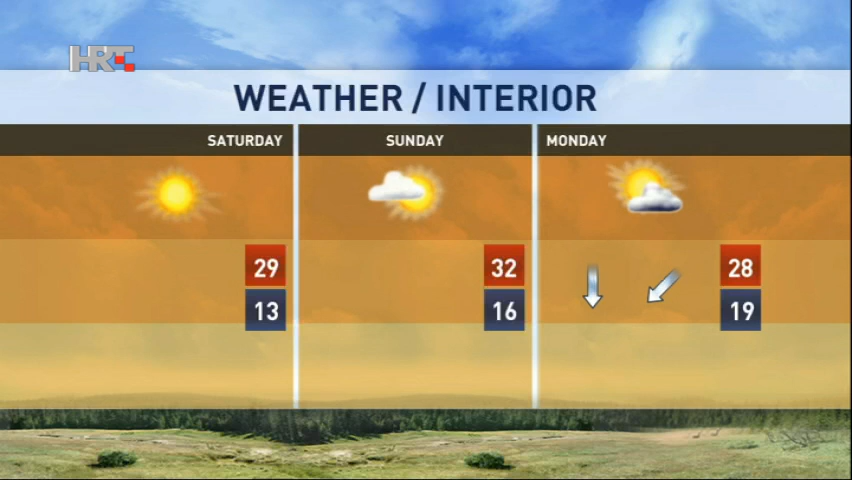 HRT
WEATHER / INTERIOR
SATURDAY
SUNDAY
MONDAY
29
32
28
13
16
19